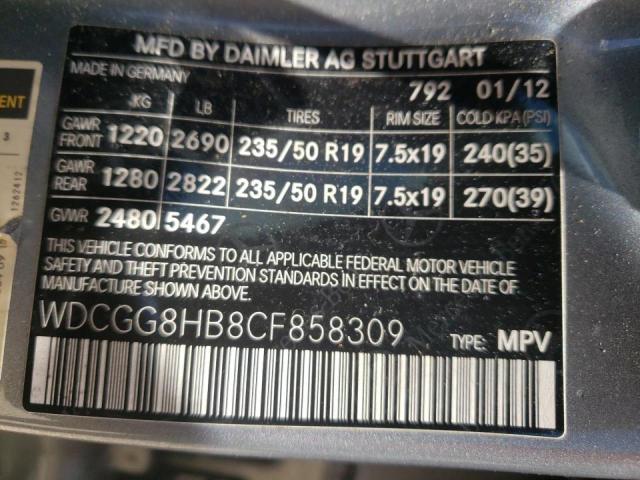 MFD BY DAIMLER AG STUTTGART
MADE IN GERMANY 792 01/12
KG LB TIRES RIM SIZE COLD KPA (PSI)
GAWR FRONT 1220 2690 235/50 R19 7.5x19 240(35)
GAWR REAR 1280 2822 235/50 R19 7.5x19 270(39)
GVWR 2480 5467
THIS VEHICLE CONFORMS TO ALL APPLICABLE FEDERAL MOTOR VEHICLE
SAFETY AND THEFT PREVENTION STANDARDS IN EFFECT ON THE DATE OF
WDCGG8HB8CF858309 TYPE: MPV
ENT
3
1262412